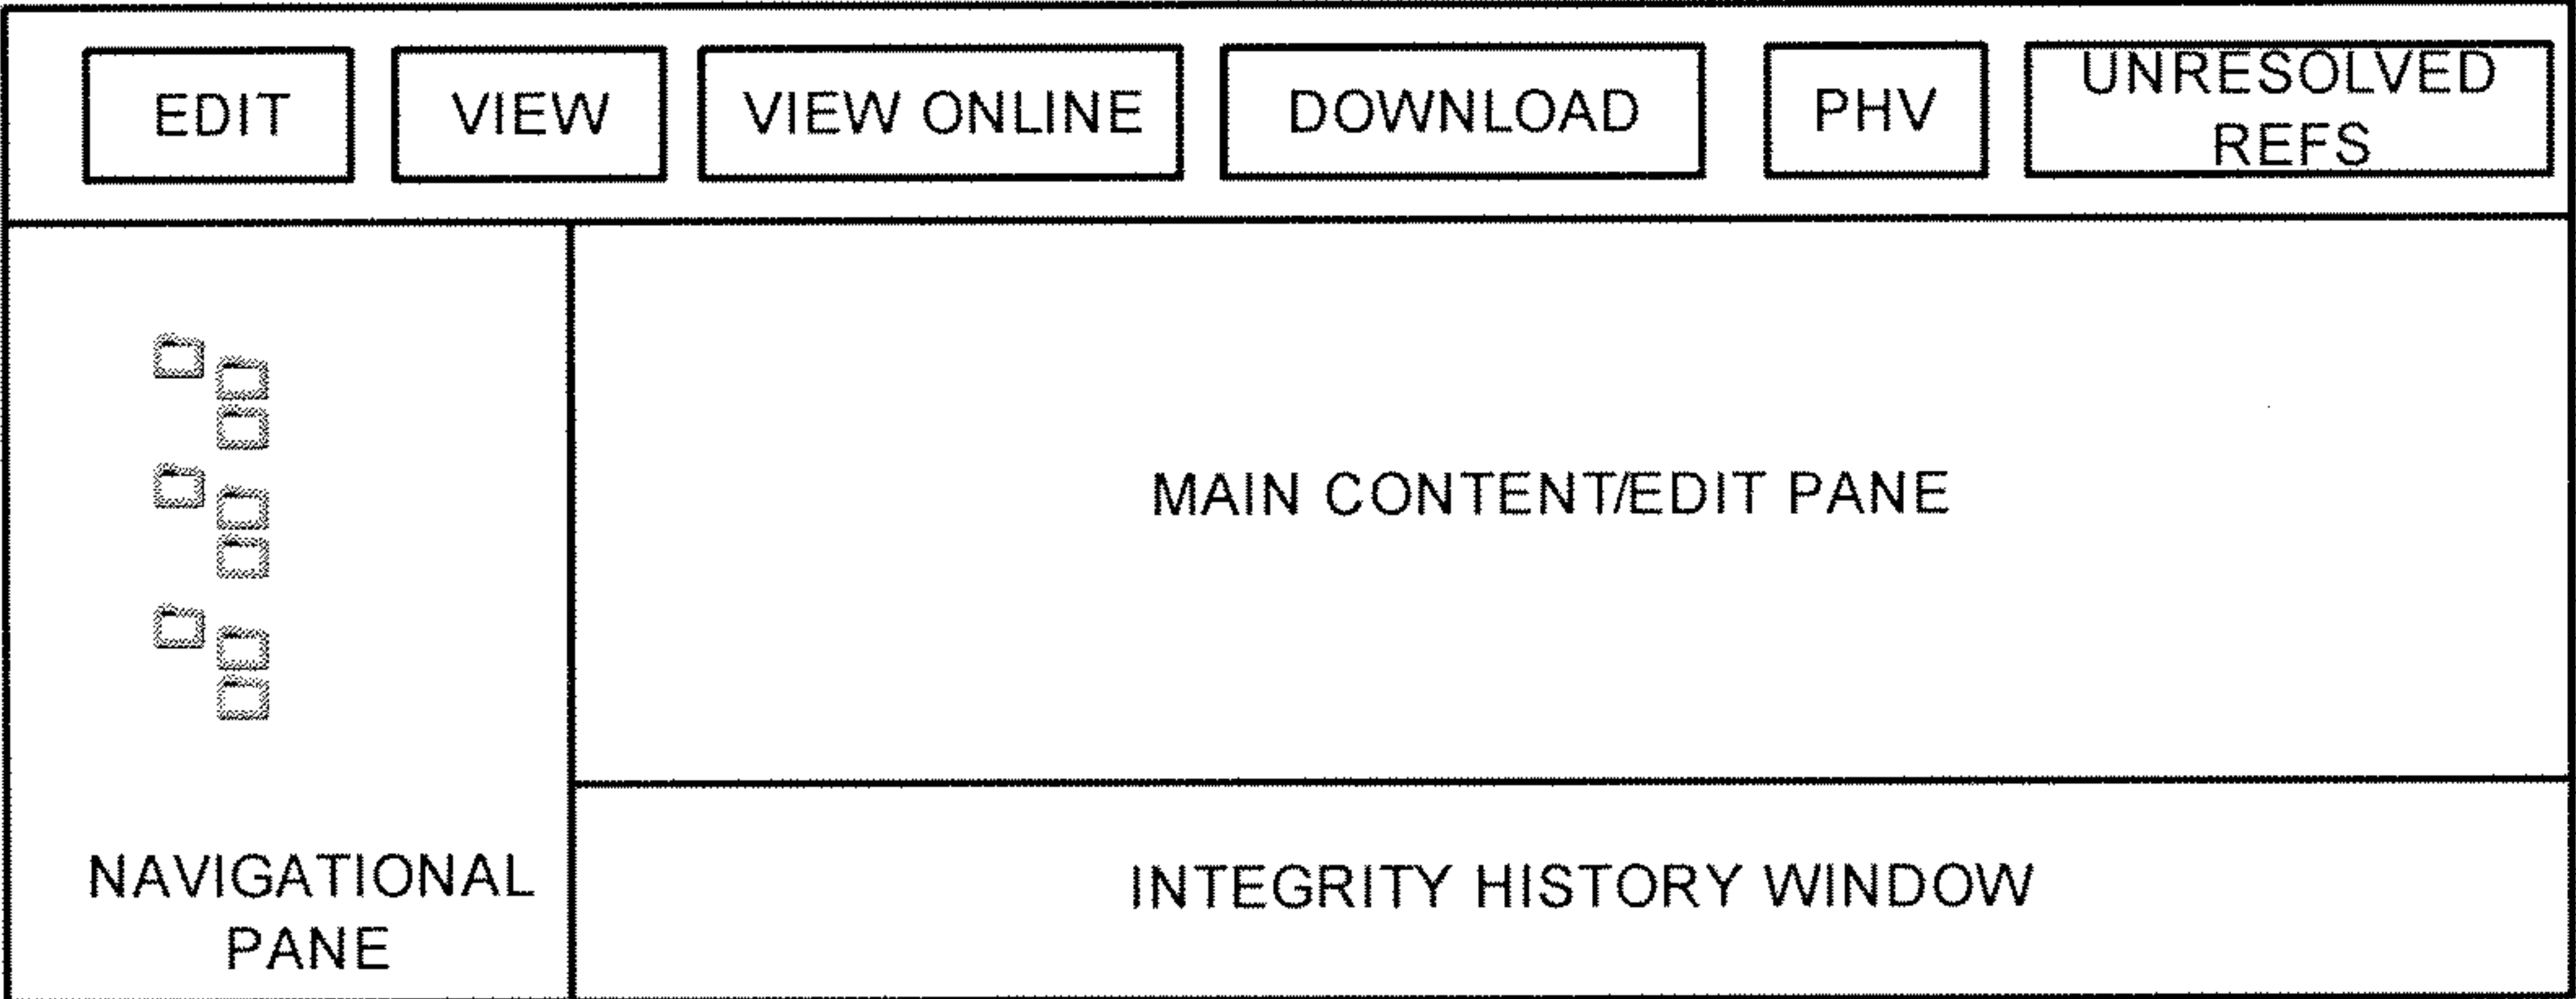 EDIT
VIEW
VIEW ONLINE
DOWNLOAD
PHV
UNRESOLVED
REFS
MAIN CONTENT/EDIT PANE
NAVIGATIONAL
PANE
INTEGRITY HISTORY WINDOW